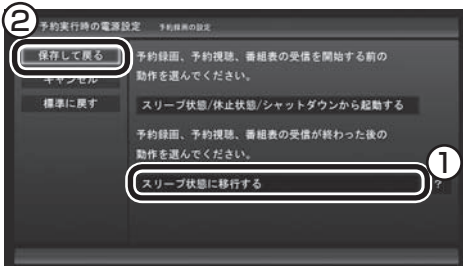 ②
予約実行時の電源設定 予約録画の設定
保存して戻る
キャンセル
標準に戻す
予約録画、予約視聴、番組表の受信を開始する前の
動作を選んでください。
スリープ状態/休止状態/シャットダウンから起動する
予約録画、予約視聴、番組表の受信が終わった後の
動作を選んでください。
①
スリープ状態に移行する
?